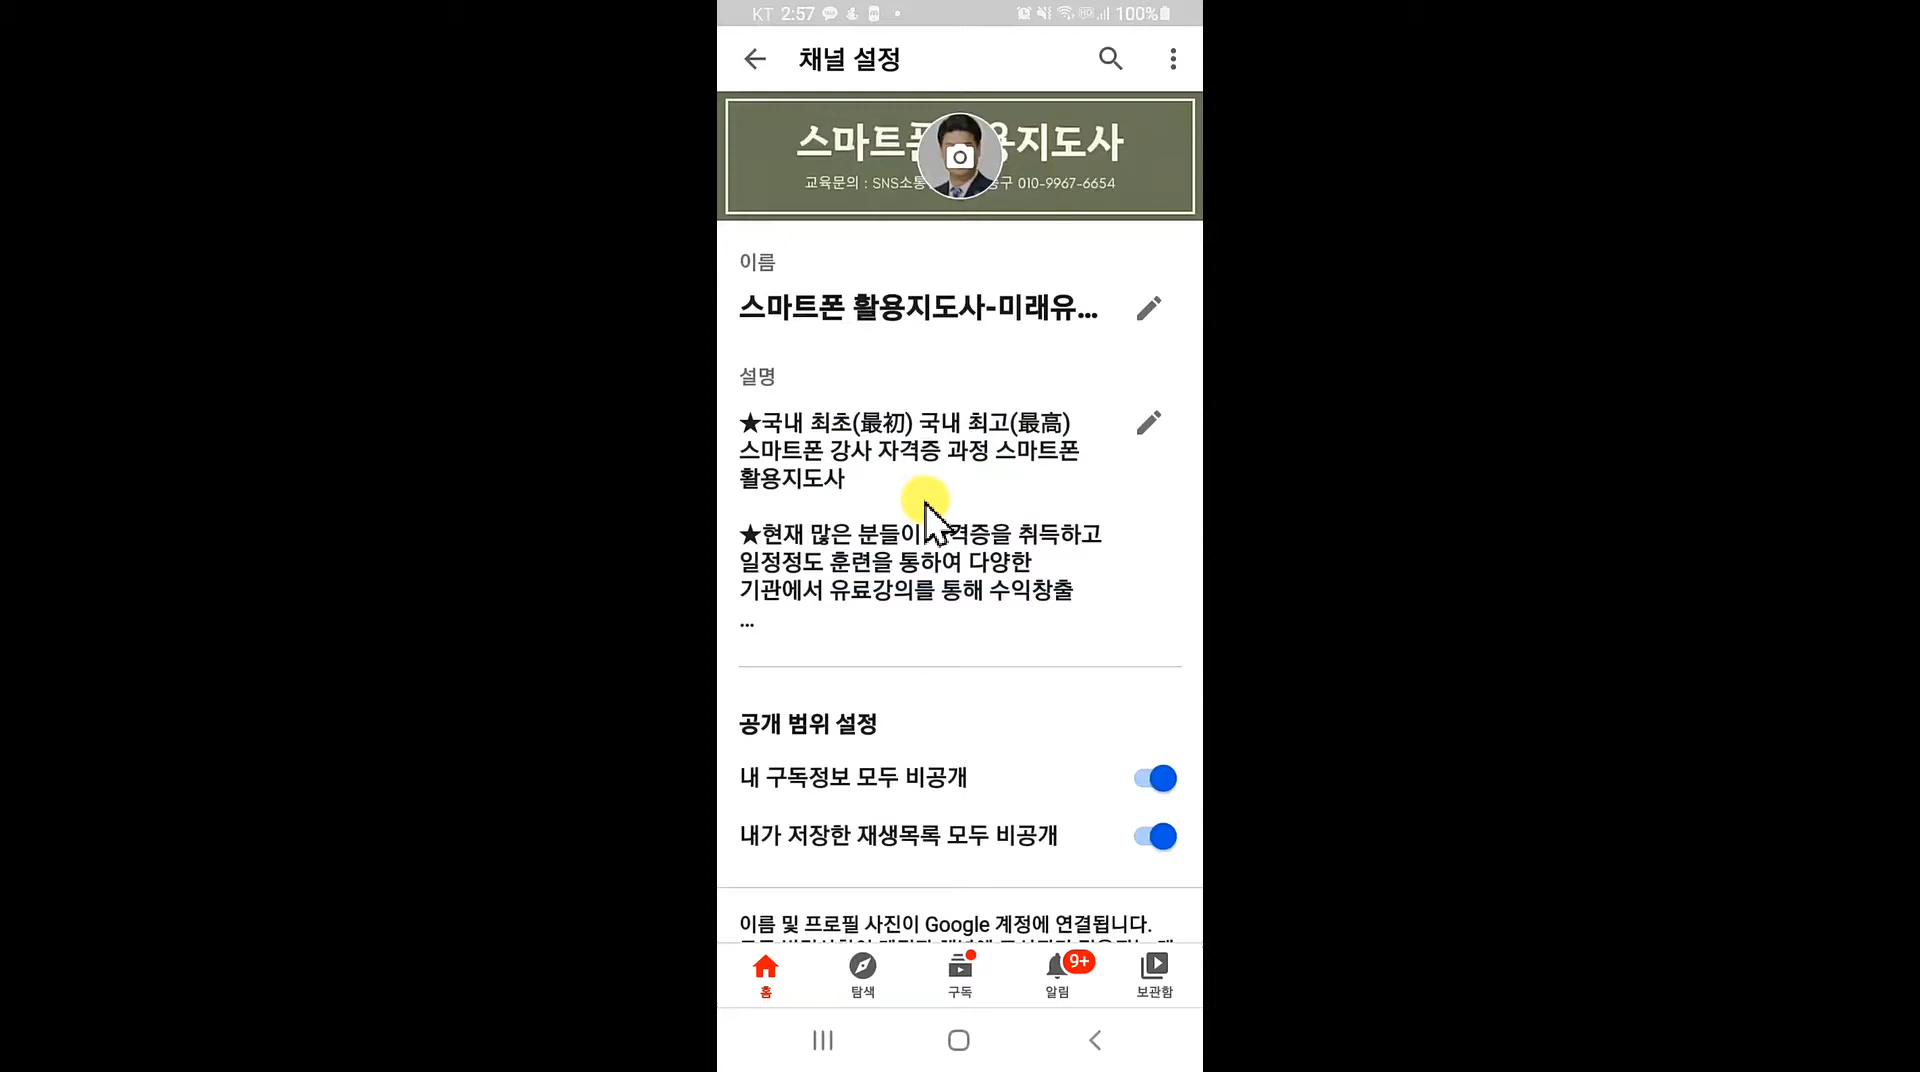 KT 2:57 100%
채널 설정
스마트폰 용지도사
교육문의 : SNS소통 구 010-9967-6654
이름
스마트폰 활용지도사-미래유...
설명
★국내 최초(最初) 국내 최고(最高)
스마트폰 강사 자격증 과정 스마트폰
활용지도사
★현재 많은 분들이 격증을 취득하고
일정정도 훈련을 통하여 다양한
기관에서 유료강의를 통해 수익창출
...
공개 범위 설정
내 구독정보 모두 비공개
내가 저장한 재생목록 모두 비공개
이름 및 프로필 사진이 Google 계정에 연결됩니다.
9+
홈 탐색 구독 알림 보관함